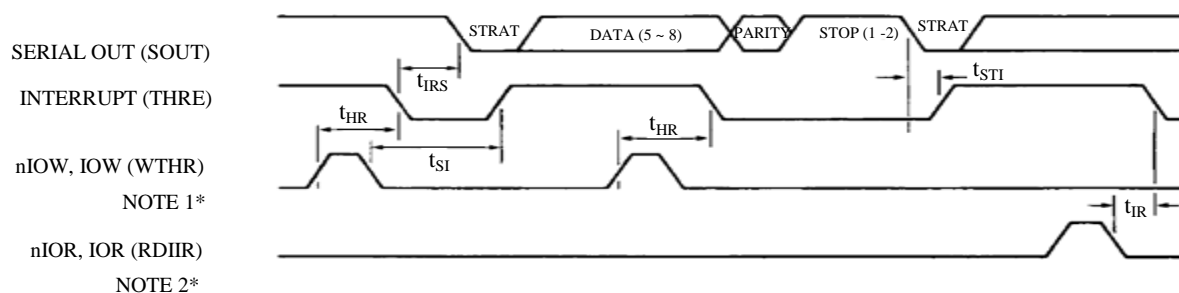 SERIAL OUT (SOUT) STRAT DATA (5 ~ 8) PARITY STOP (1 -2) STRAT
tIRS tSTI
INTERRUPT (THRE)
tHR tHR
tSI
nIOW, IOW (WTHR)
NOTE 1*
tIR
nIOR, IOR (RDIIR)
NOTE 2*